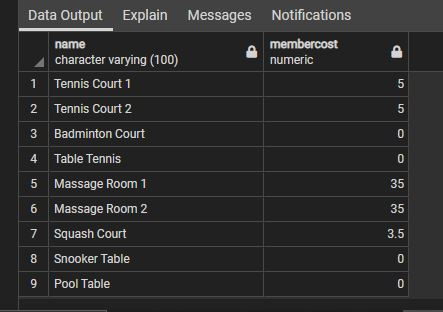 Data Output Explain Messages Notifications
name membercost
character varying (100) numeric
1 Tennis Court 1 5
2 Tennis Court 2 5
3 Badminton Court 0
4 Table Tennis 0
5 Massage Room 1 35
6 Massage Room 2 35
7 Squash Court 3.5
8 Snooker Table 0
9 Pool Table 0